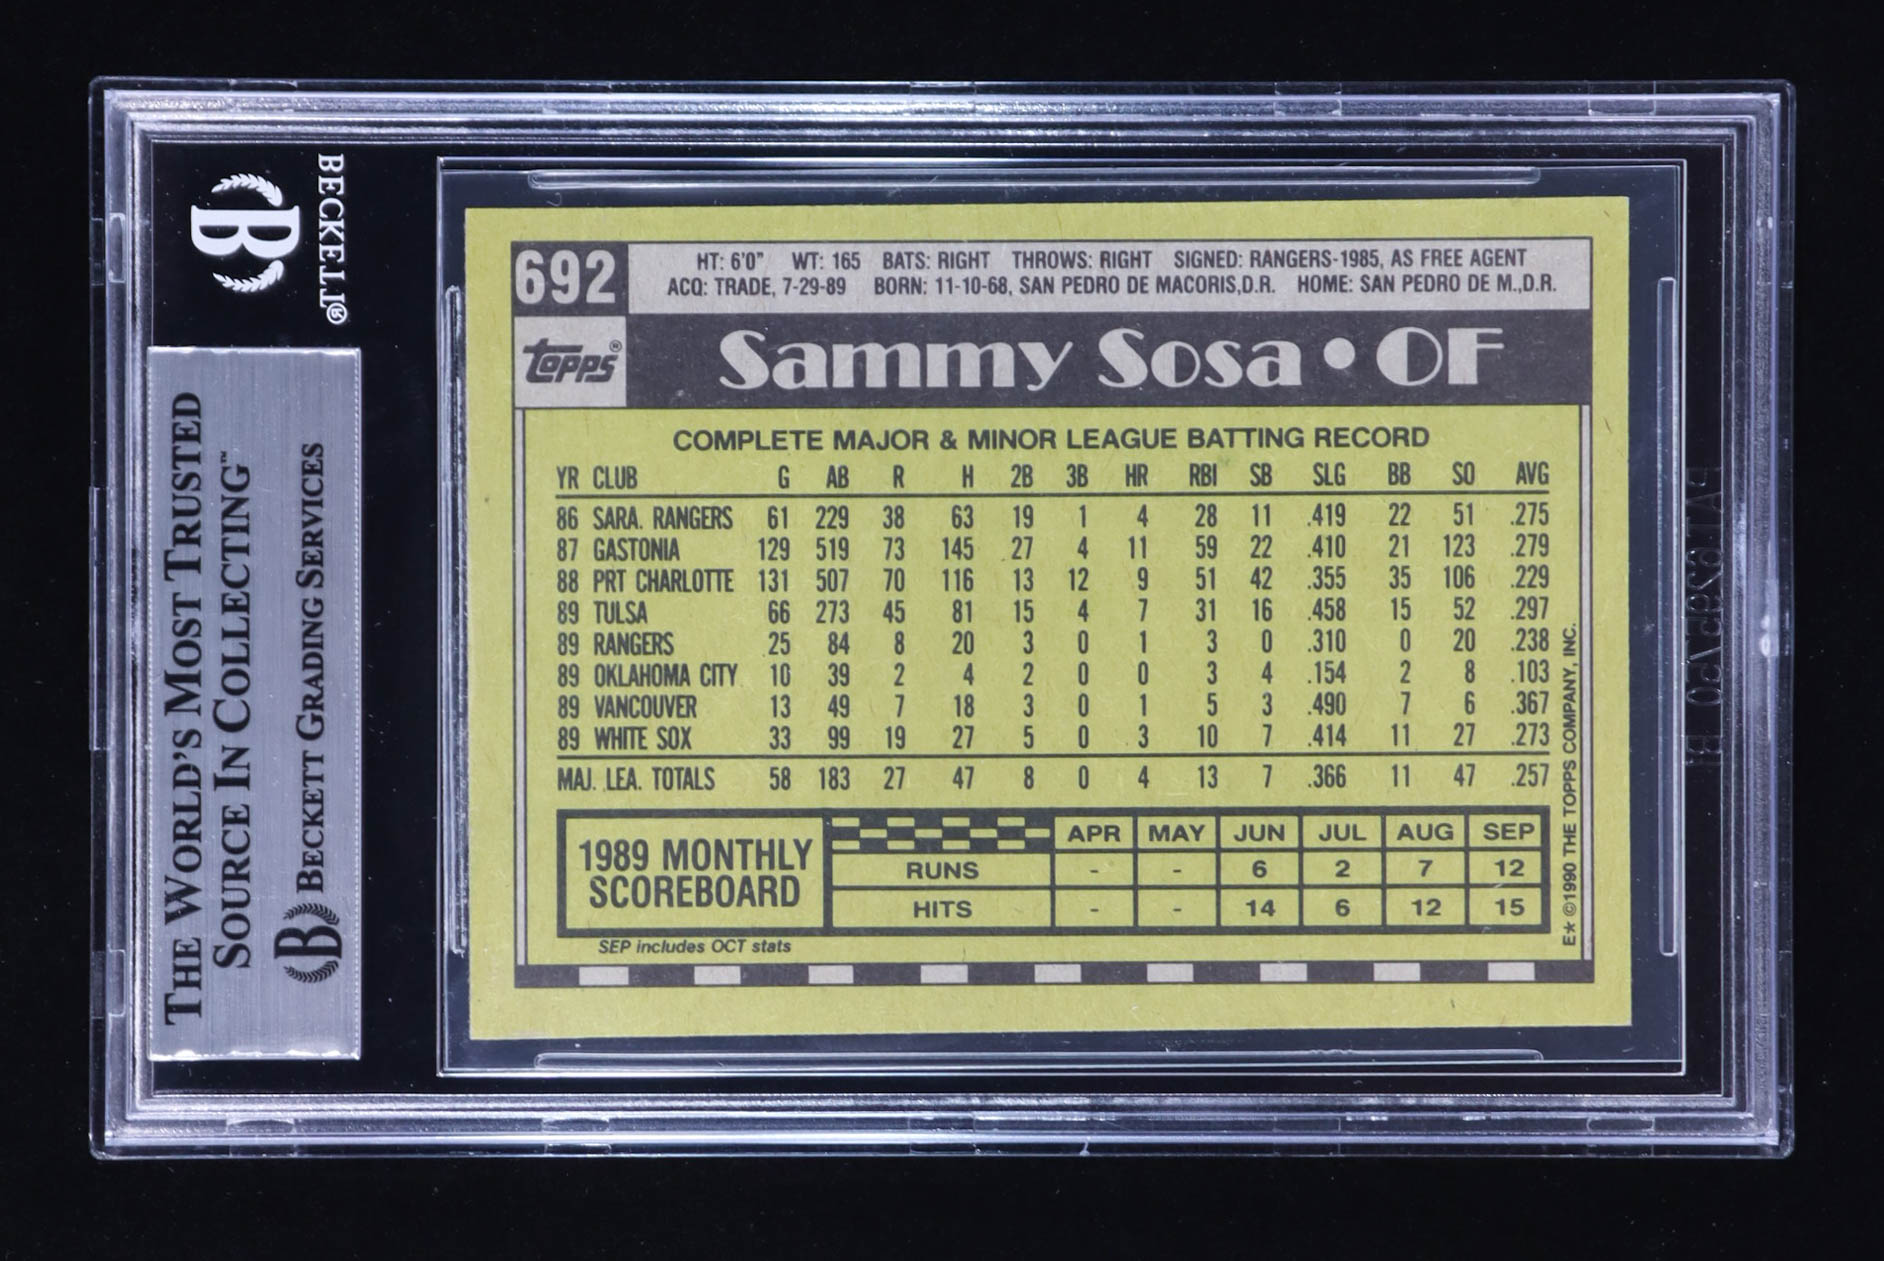 BECKETT®
B
THE WORLD'S MOST TRUSTED
SOURCE IN COLLECTING™
B BECKETT GRADING SERVICES
692
HT: 6'0" WT: 165 BATS: RIGHT THROWS: RIGHT SIGNED: RANGERS-1985, AS FREE AGENT
ACQ: TRADE, 7-29-89 BORN: 11-10-68, SAN PEDRO DE MACORIS,D.R. HOME: SAN PEDRO DE M.,D.R.
topps®
Sammy Sosa • OF
COMPLETE MAJOR & MINOR LEAGUE BATTING RECORD
YR CLUB G AB R H 2B 3B HR RBI SB SLG BB SO AVG
86 SARA. RANGERS 61 229 38 63 19 1 4 28 11 .419 22 51 .275
87 GASTONIA 129 519 73 145 27 4 11 59 22 .410 21 123 .279
88 PRT CHARLOTTE 131 507 70 116 13 12 9 51 42 .355 35 106 .229
89 TULSA 66 273 45 81 15 4 7 31 16 .458 15 52 .297
89 RANGERS 25 84 8 20 3 0 1 3 0 .310 0 20 .238
89 OKLAHOMA CITY 10 39 2 4 2 0 0 3 4 .154 2 8 .103
89 VANCOUVER 13 49 7 18 3 0 1 5 3 .490 7 6 .367
89 WHITE SOX 33 99 19 27 5 0 3 10 7 .414 11 27 .273
MAJ. LEA. TOTALS 58 183 27 47 8 0 4 13 7 .366 11 47 .257
1989 MONTHLY
SCOREBOARD
APR MAY JUN JUL AUG SEP
RUNS - - 6 2 7 12
HITS - - 14 6 12 15
SEP includes OCT stats
E* ©1990 THE TOPPS COMPANY, INC.